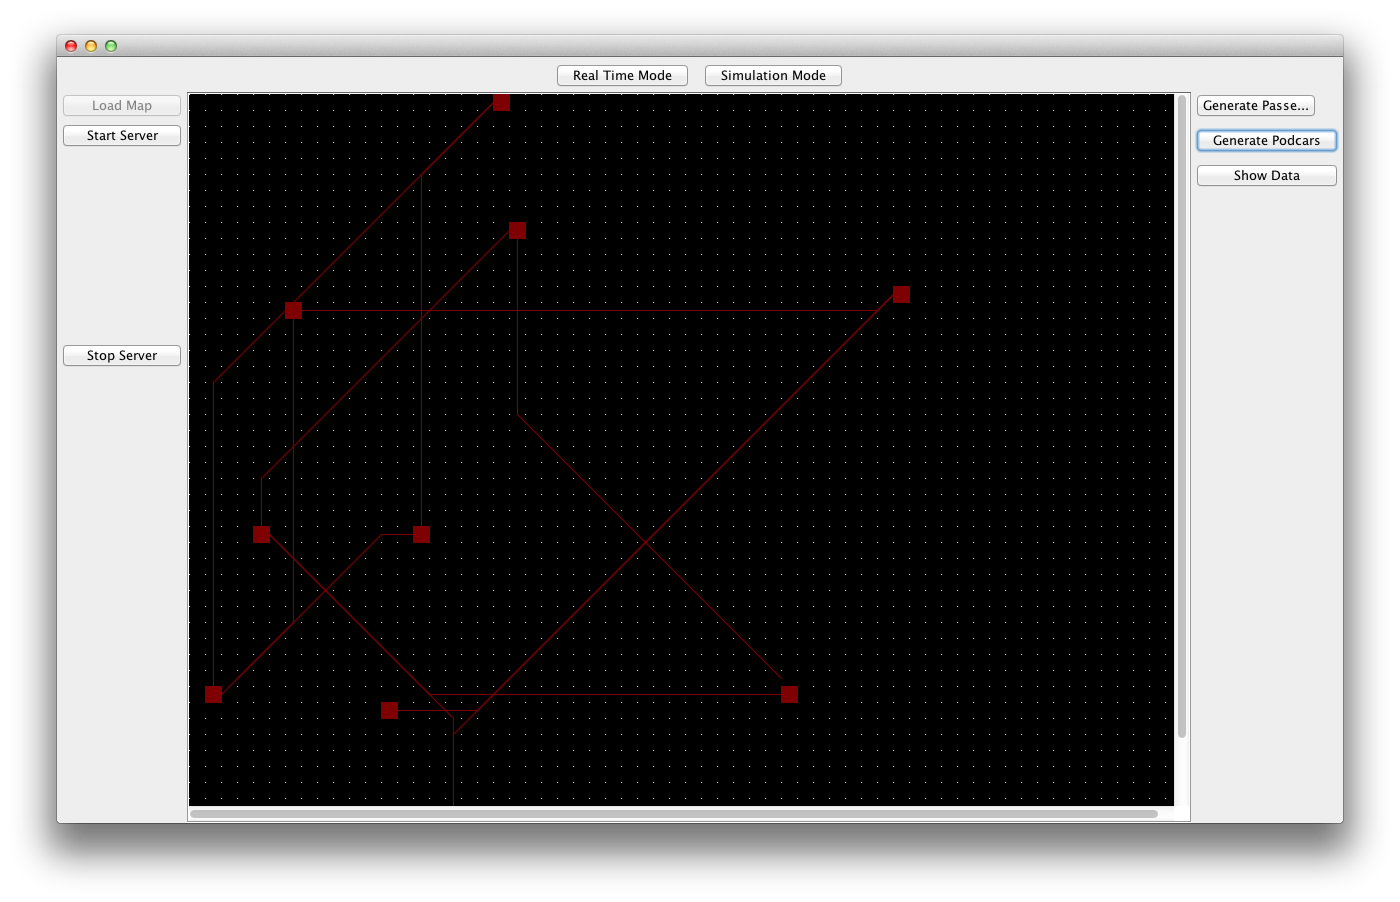 Real Time Mode
Simulation Mode
Load Map
Start Server
Stop Server
Generate Passe...
Generate Podcars
Show Data